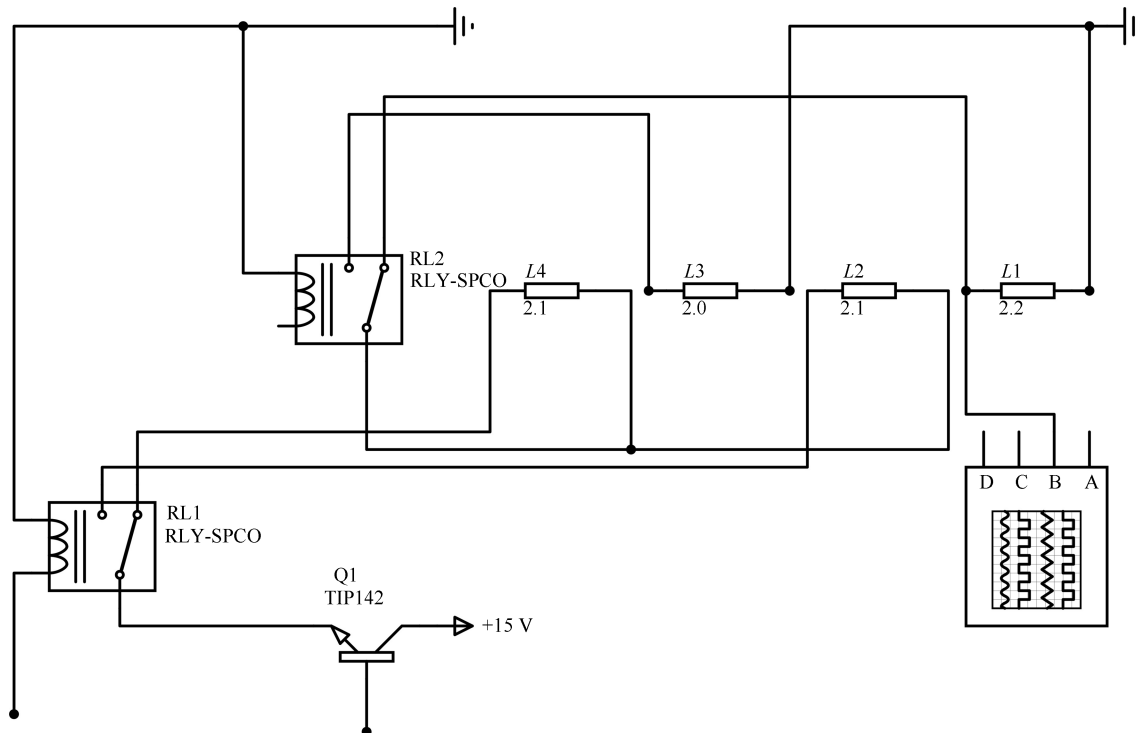 RL2
RLY-SPCO
L4
2.1
L3
2.0
L2
2.1
L1
2.2
D C B A
RL1
RLY-SPCO
Q1
TIP142
+15 V